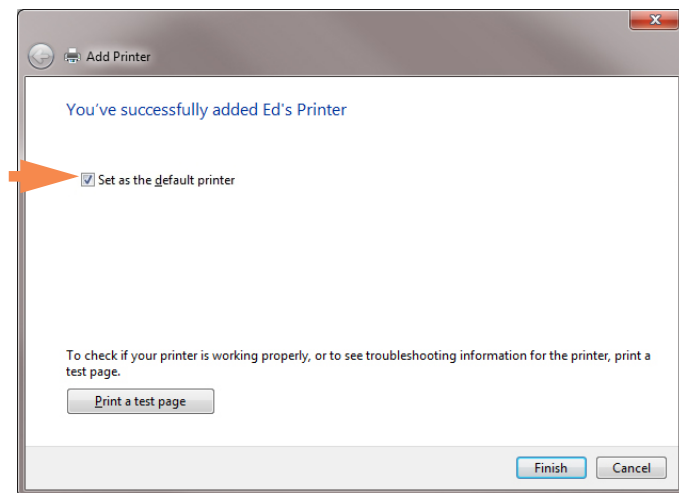 Add Printer
You've successfully added Ed's Printer
Set as the default printer
To check if your printer is working properly, or to see troubleshooting information for the printer, print a
test page.
Print a test page
Finish Cancel